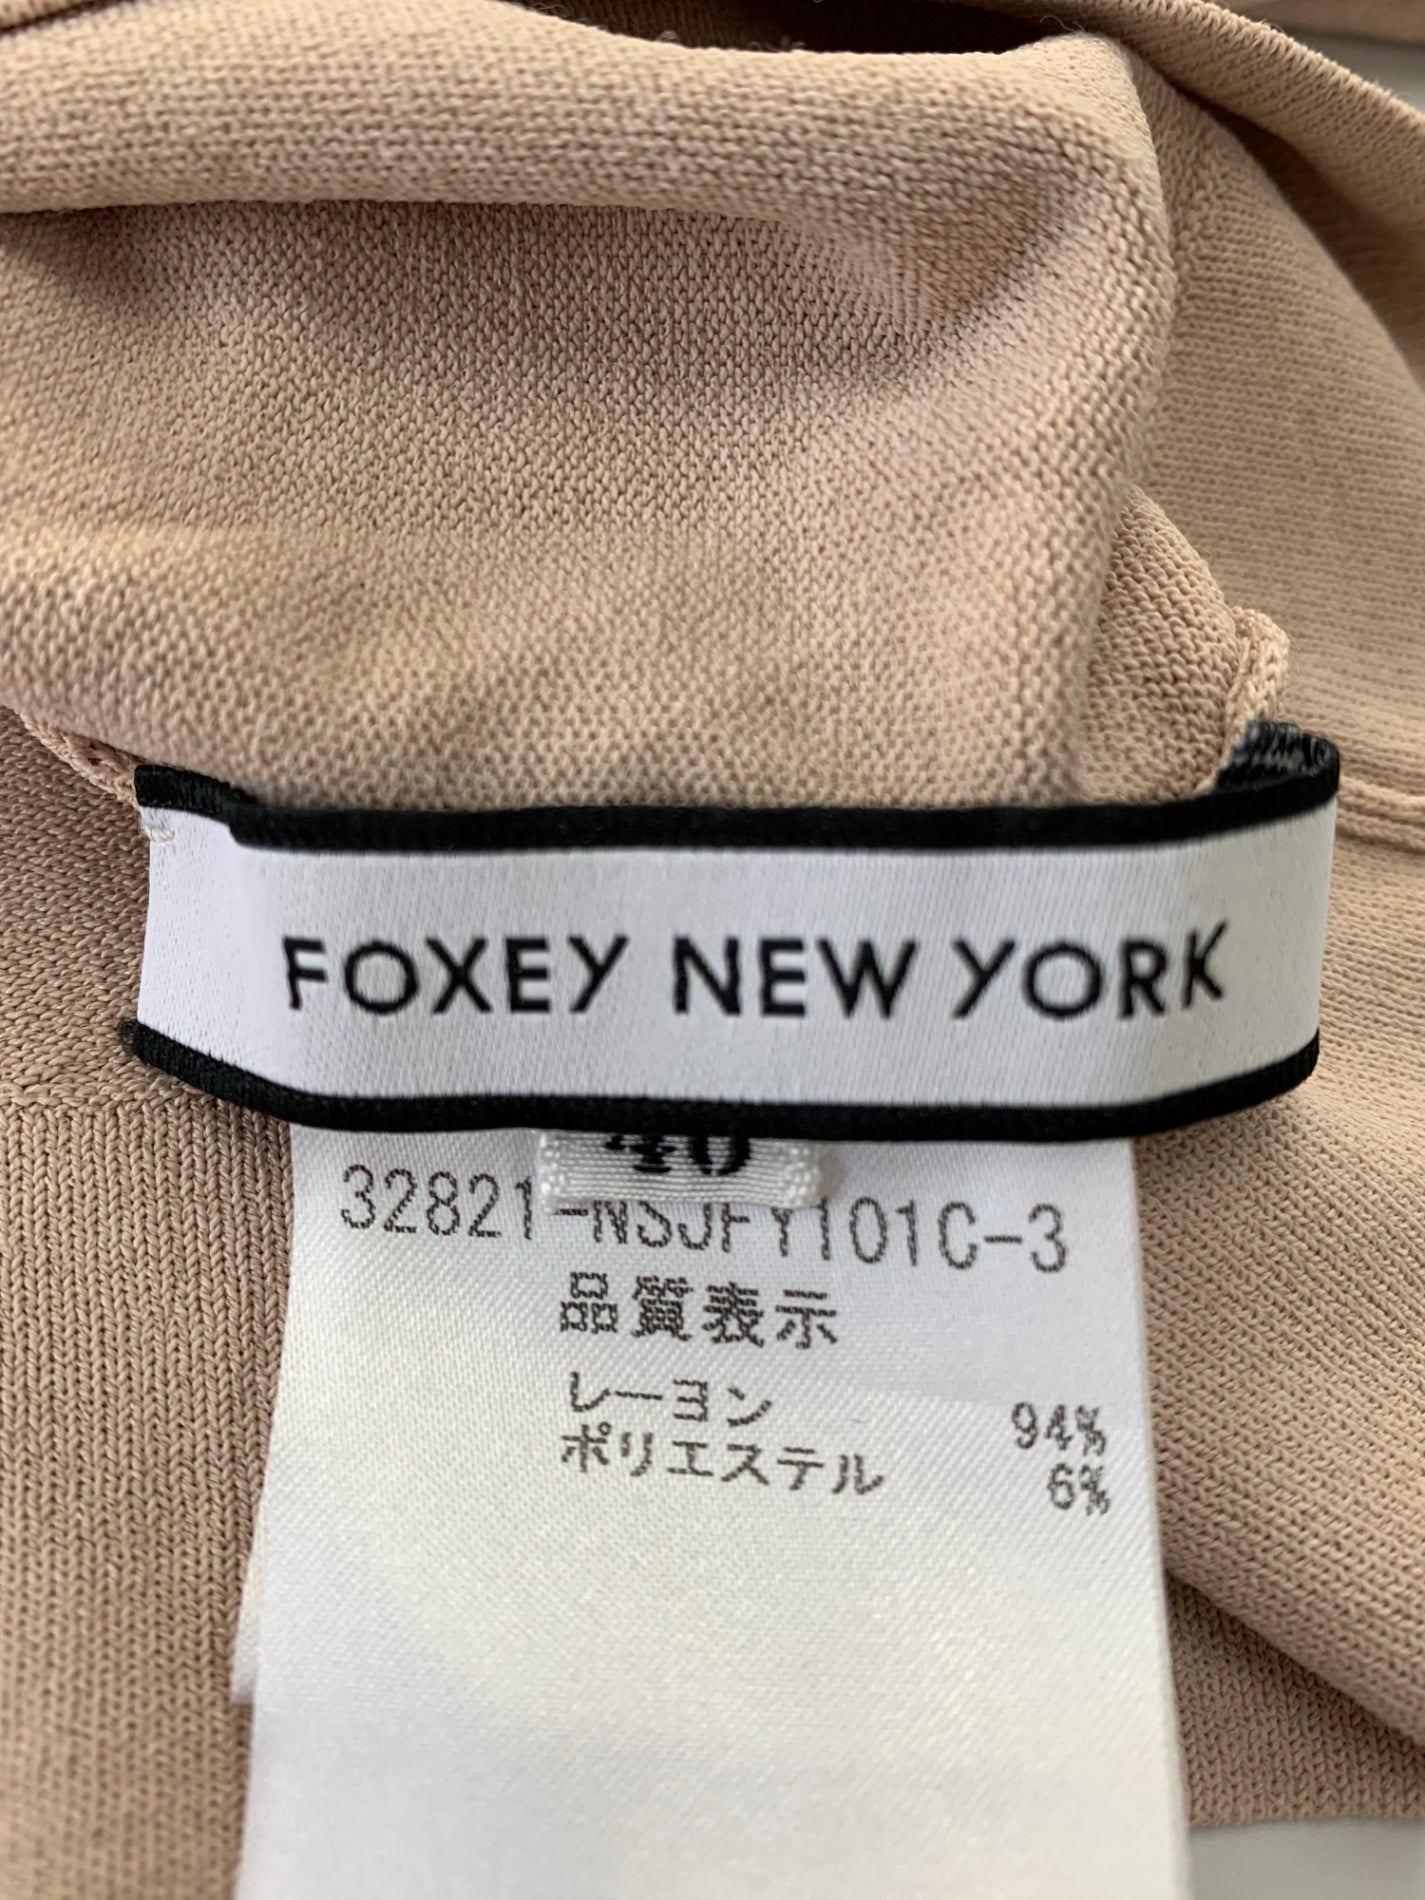 FOXEY NEW YORK
40
32821-NSJFY101C-3
品質表示
レーヨン 94%
ポリエステル 6%